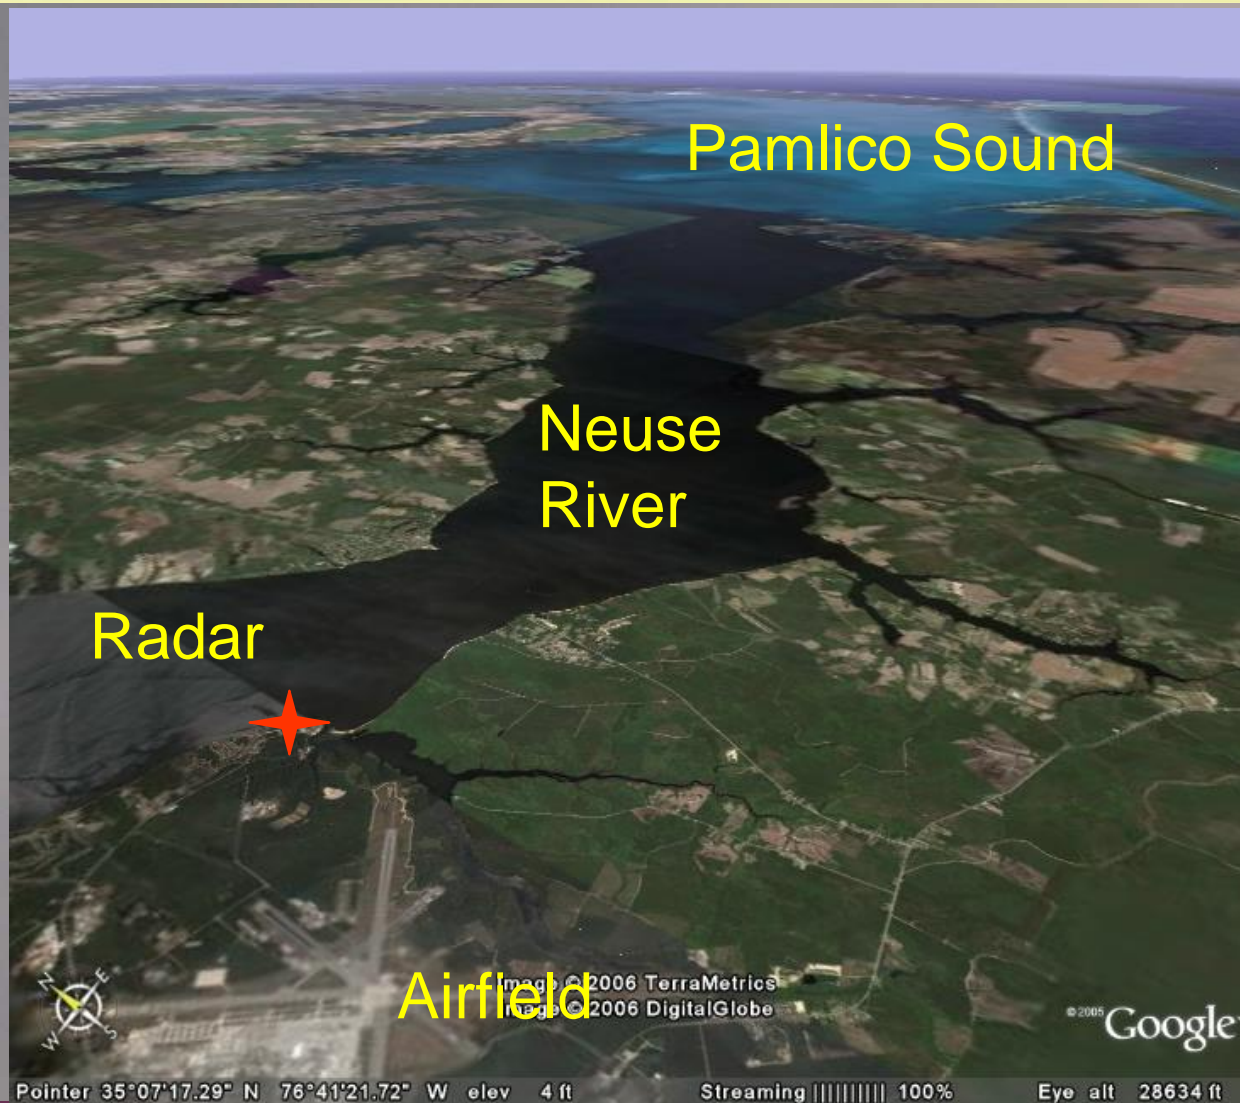 Pamlico Sound
Neuse
River
Radar
Airfield
Image © 2006 TerraMetrics
Image © 2006 DigitalGlobe
© 2005 Google
N
E
W
S
Pointer 35°07'17.29" N 76°41'21.72" W elev 4 ft Streaming |||||||||| 100% Eye alt 28634 ft